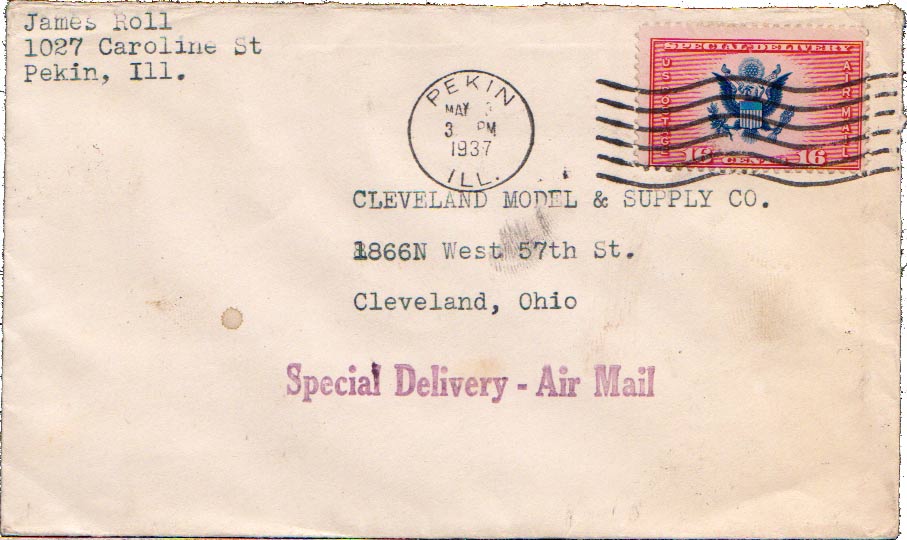 James Roll
1027 Caroline St
Pekin, Ill.
SPECIAL DELIVERY
U.S. POSTAGE
AIR MAIL
16 CENTS 16
PEKIN
MAY 3
3 PM
1937
ILL.
CLEVELAND MODEL & SUPPLY CO.
1866N West 57th St.
Cleveland, Ohio
Special Delivery - Air Mail